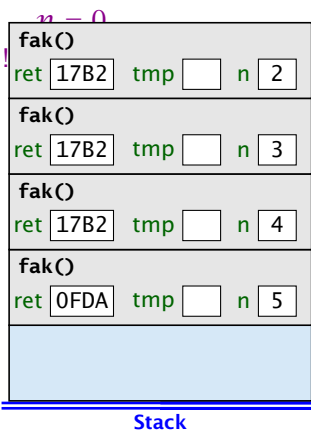 n = 0
!
fak()
ret 17B2 tmp n 2
fak()
ret 17B2 tmp n 3
fak()
ret 17B2 tmp n 4
fak()
ret 0FDA tmp n 5
Stack